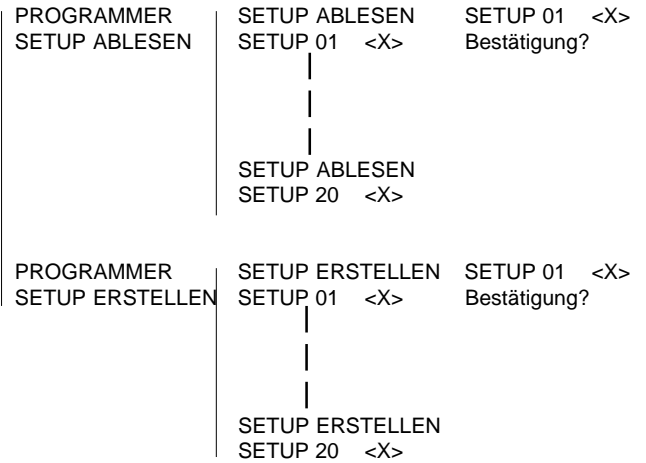 PROGRAMMER SETUP ABLESEN SETUP 01 <X>
SETUP ABLESEN SETUP 01 <X> Bestätigung?
SETUP ABLESEN
SETUP 20 <X>
PROGRAMMER SETUP ERSTELLEN SETUP 01 <X>
SETUP ERSTELLEN SETUP 01 <X> Bestätigung?
SETUP ERSTELLEN
SETUP 20 <X>